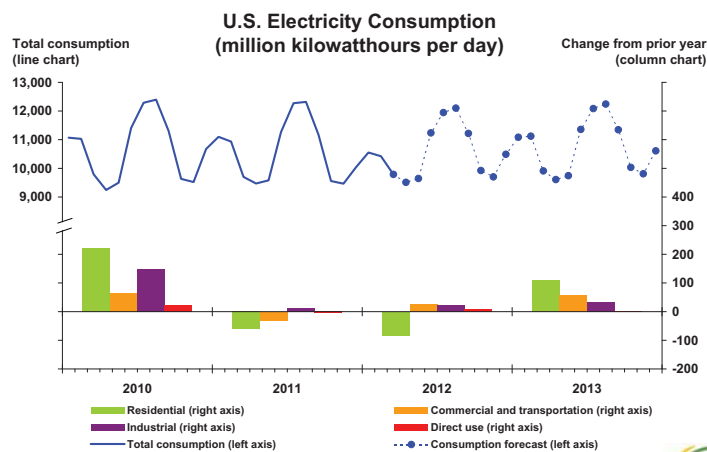 U.S. Electricity Consumption
(million kilowatthours per day)
Total consumption
(line chart)
Change from prior year
(column chart)
13,000
12,000
11,000
10,000
9,000
400
300
200
100
0
-100
-200
2010
2011
2012
2013
Residential (right axis)
Commercial and transportation (right axis)
Industrial (right axis)
Direct use (right axis)
Total consumption (left axis)
Consumption forecast (left axis)